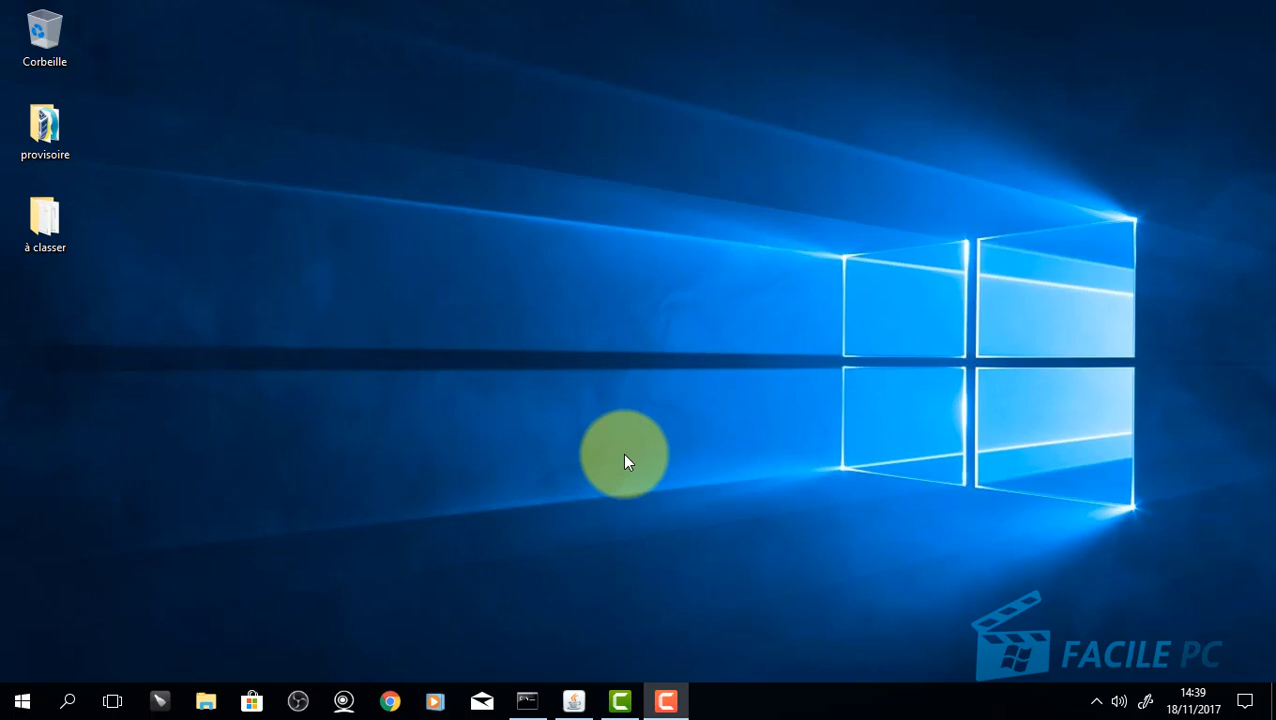 Corbeille
provisoire
à classer
FACILE PC
14:39
18/11/2017